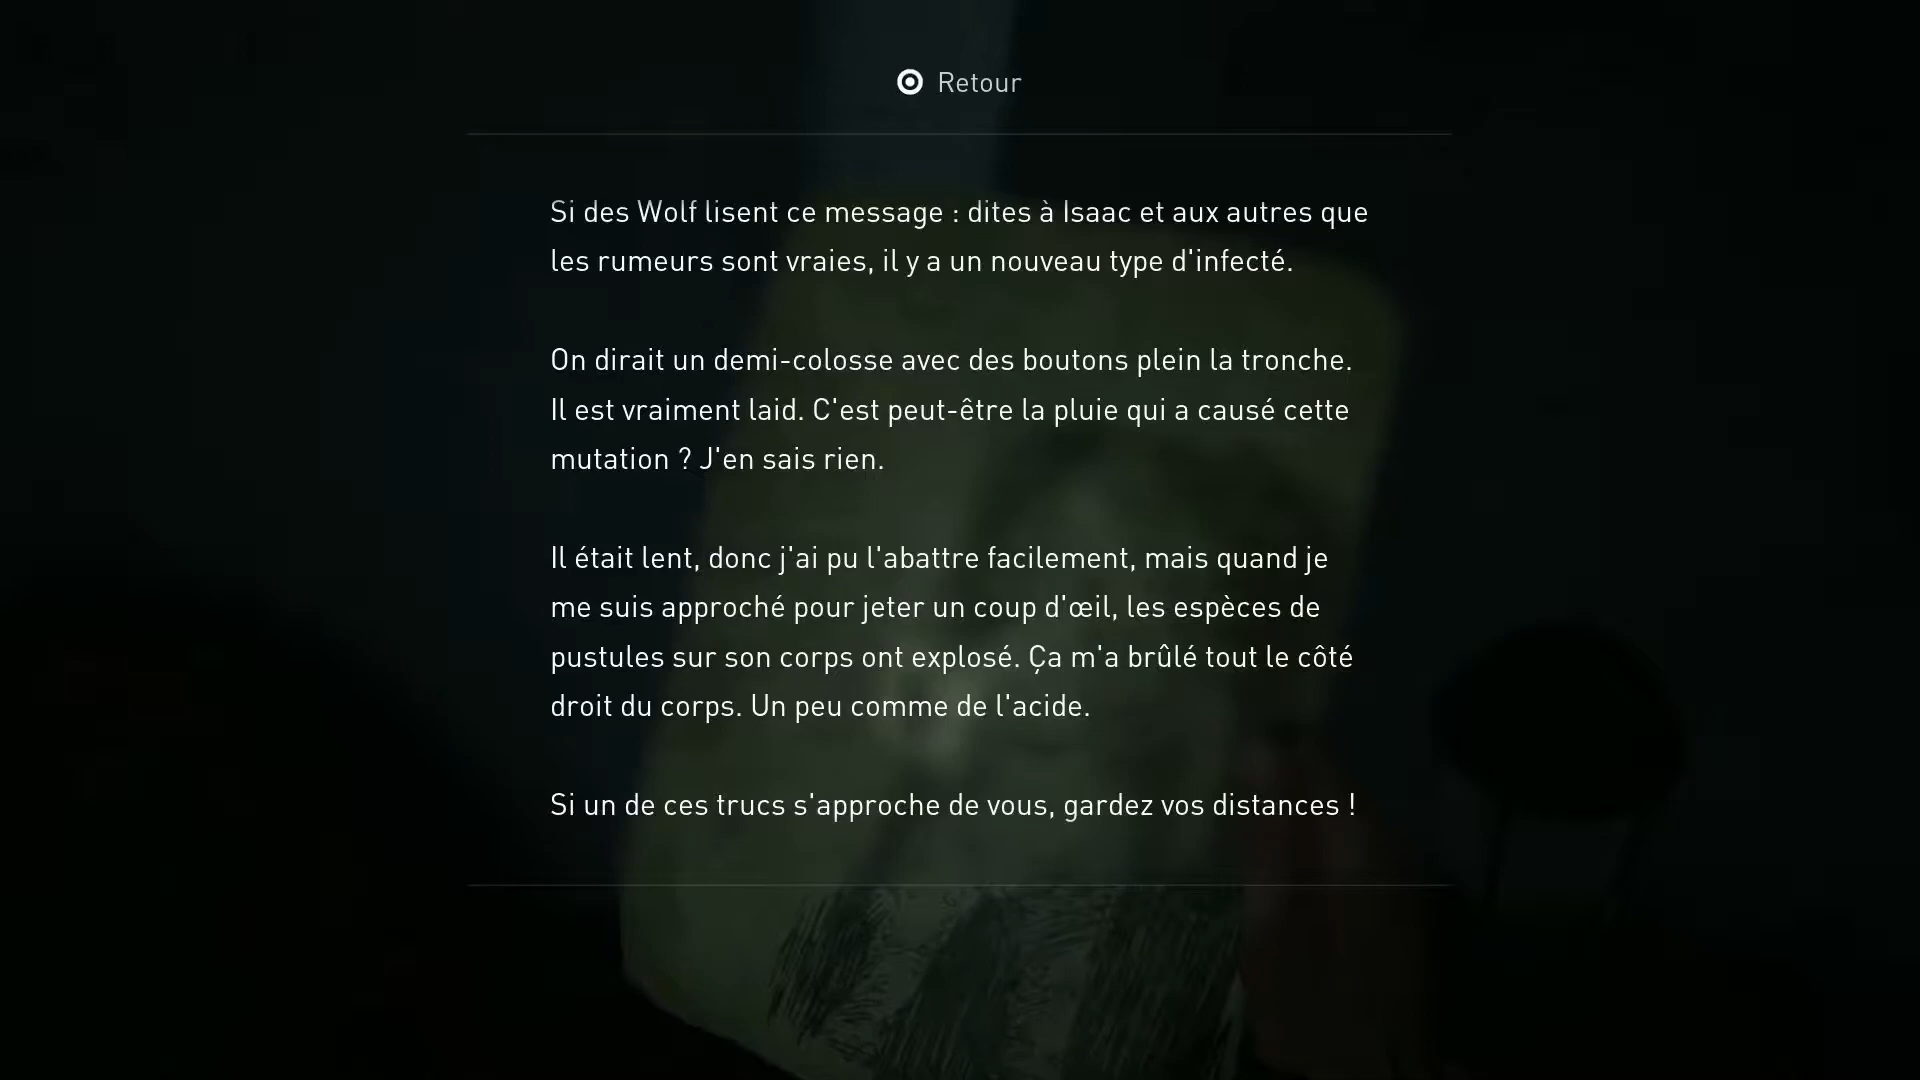 Retour
Si des Wolf lisent ce message : dites à Isaac et aux autres que
les rumeurs sont vraies, il y a un nouveau type d'infecté.
On dirait un demi-colosse avec des boutons plein la tronche.
Il est vraiment laid. C'est peut-être la pluie qui a causé cette
mutation ? J'en sais rien.
Il était lent, donc j'ai pu l'abattre facilement, mais quand je
me suis approché pour jeter un coup d'œil, les espèces de
pustules sur son corps ont explosé. Ça m'a brûlé tout le côté
droit du corps. Un peu comme de l'acide.
Si un de ces trucs s'approche de vous, gardez vos distances !